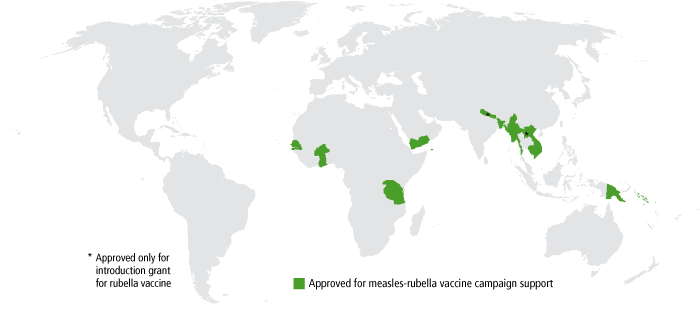 * Approved only for
introduction grant
for rubella vaccine
Approved for measles-rubella vaccine campaign support